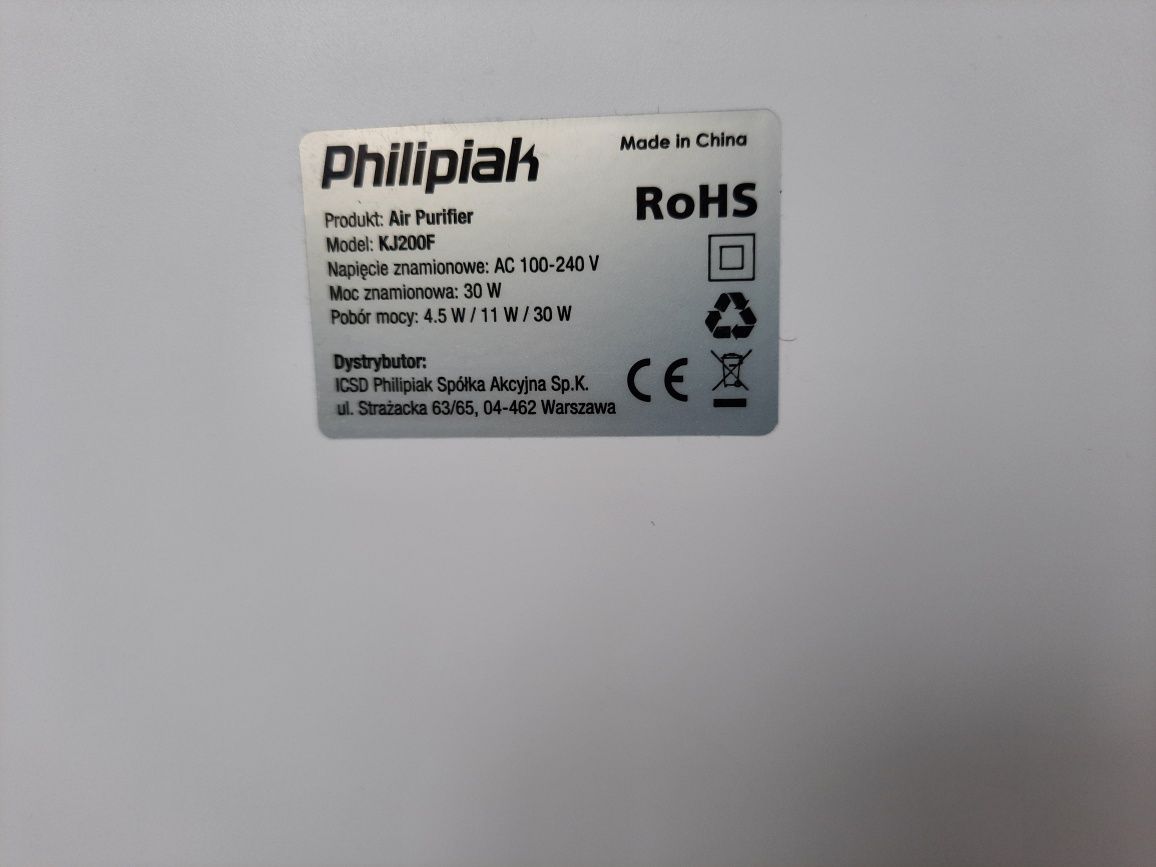 Philipiak
Made in China
RoHS
Produkt: Air Purifier
Model: KJ200F
Napięcie znamionowe: AC 100-240 V
Moc znamionowa: 30 W
Pobór mocy: 4.5 W / 11 W / 30 W
Dystrybutor:
ICSD Philipiak Spółka Akcyjna Sp.K.
ul. Strażacka 63/65, 04-462 Warszawa
CE